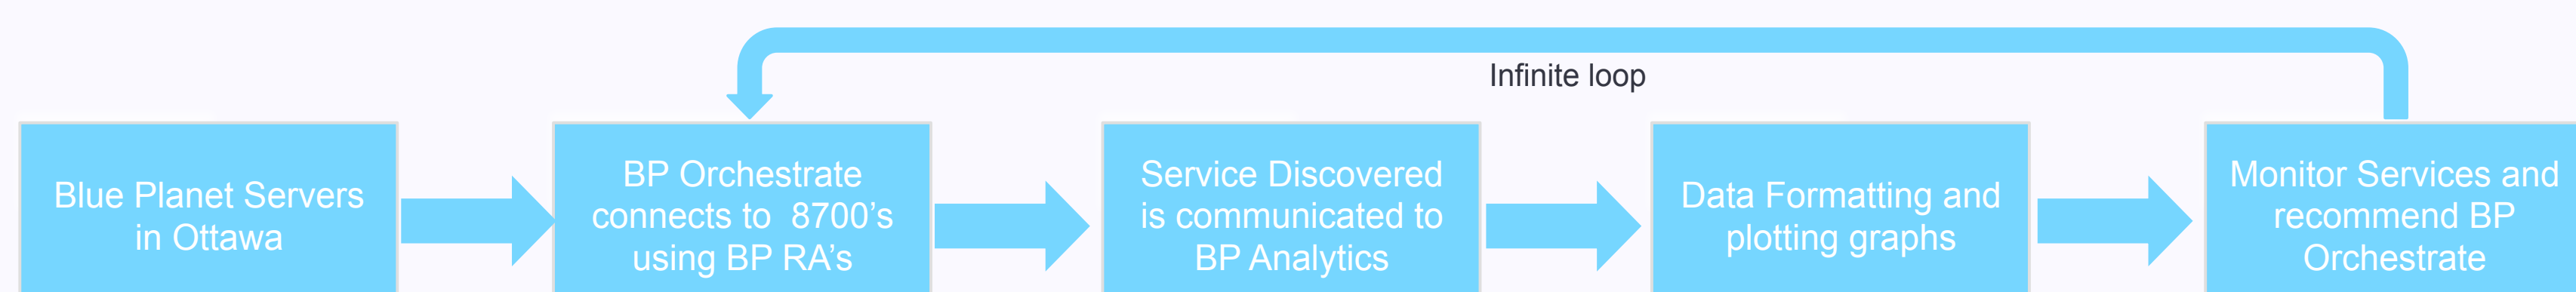 Infinite loop
Blue Planet Servers
in Ottawa
BP Orchestrate
connects to 8700’s
using BP RA’s
Service Discovered
is communicated to
BP Analytics
Data Formatting and
plotting graphs
Monitor Services and
recommend BP
Orchestrate